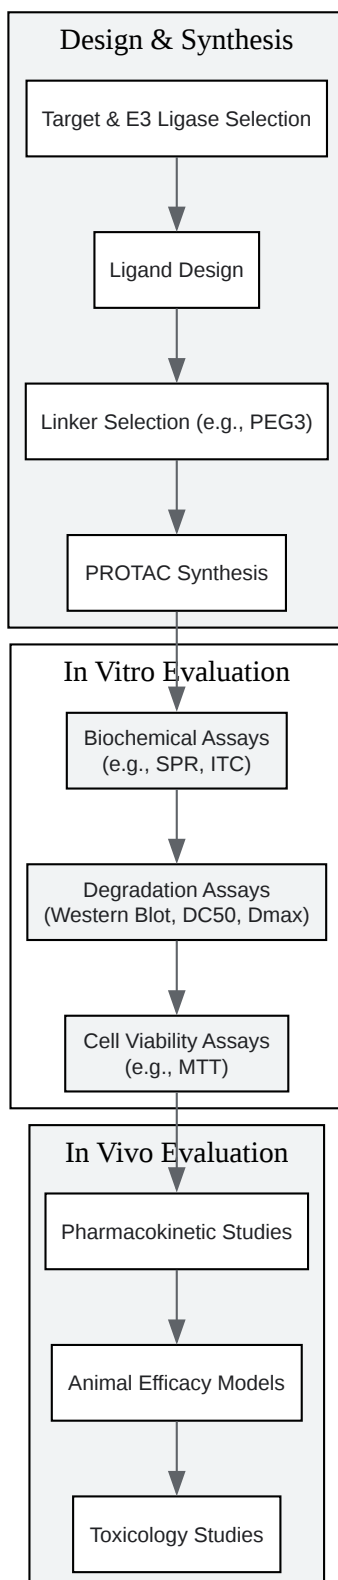 Design & Synthesis
Target & E3 Ligase Selection
Ligand Design
Linker Selection (e.g., PEG3)
PROTAC Synthesis
In Vitro Evaluation
Biochemical Assays
(e.g., SPR, ITC)
Degradation Assays
(Western Blot, DC50, Dmax)
Cell Viability Assays
(e.g., MTT)
In Vivo Evaluation
Pharmacokinetic Studies
Animal Efficacy Models
Toxicology Studies